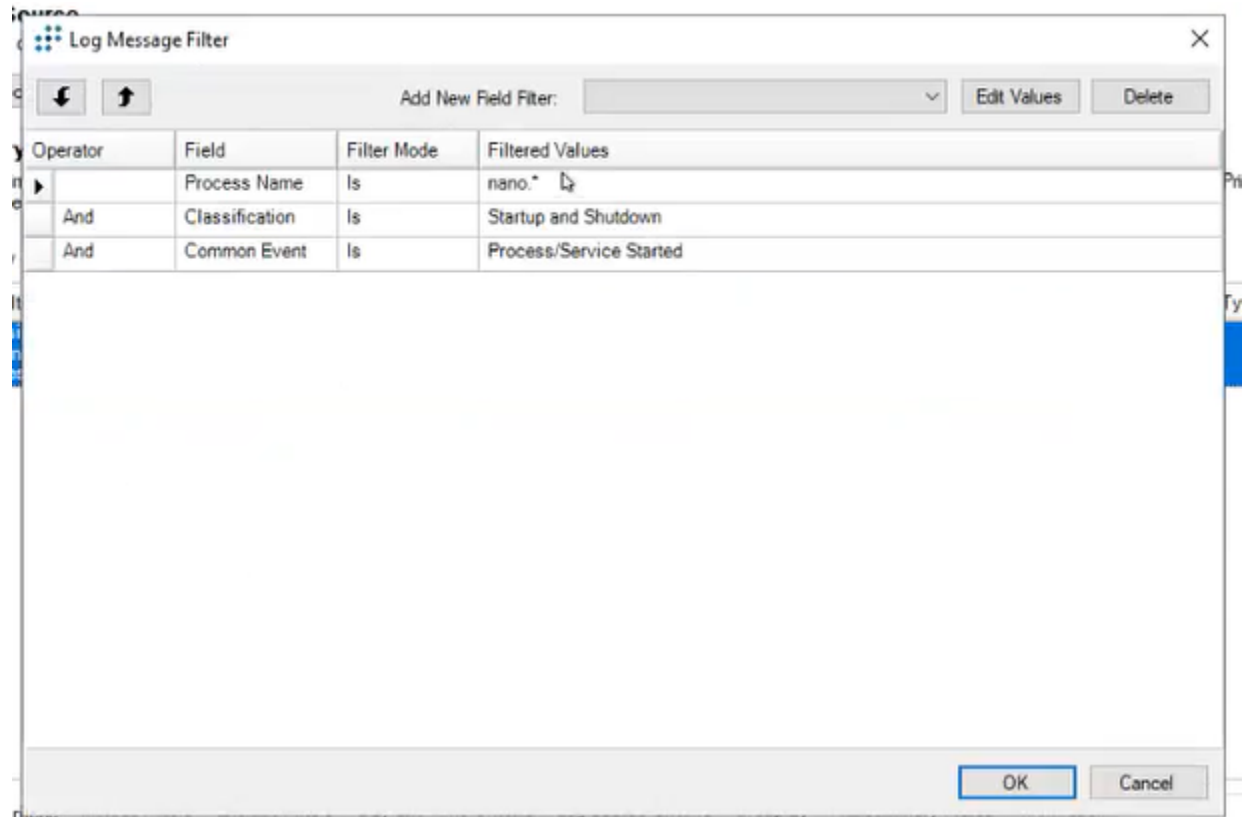 Source
Log Message Filter
Add New Field Filter: Edit Values Delete
Operator Field Filter Mode Filtered Values
Process Name Is nano.*
And Classification Is Startup and Shutdown
And Common Event Is Process/Service Started
OK Cancel